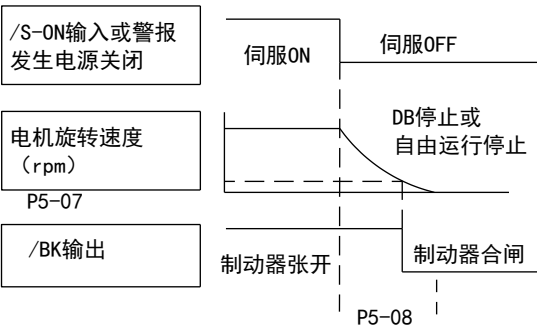 /S-ON输入或警报
发生电源关闭
伺服ON
伺服OFF
电机旋转速度
（rpm）
P5-07
DB停止或
自由运行停止
/BK输出
制动器张开
制动器合闸
P5-08